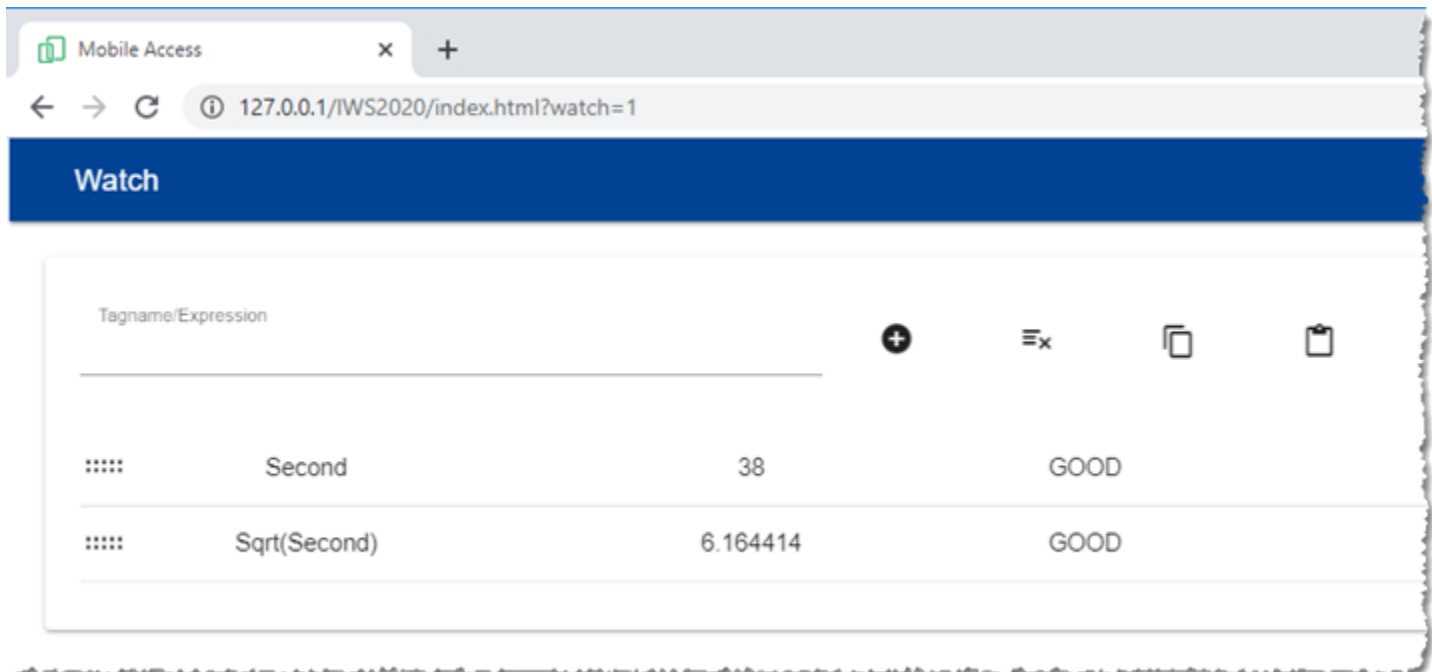 Mobile Access
127.0.0.1/IWS2020/index.html?watch=1
Watch
Tagname/Expression
Second 38 GOOD
Sqrt(Second) 6.164414 GOOD